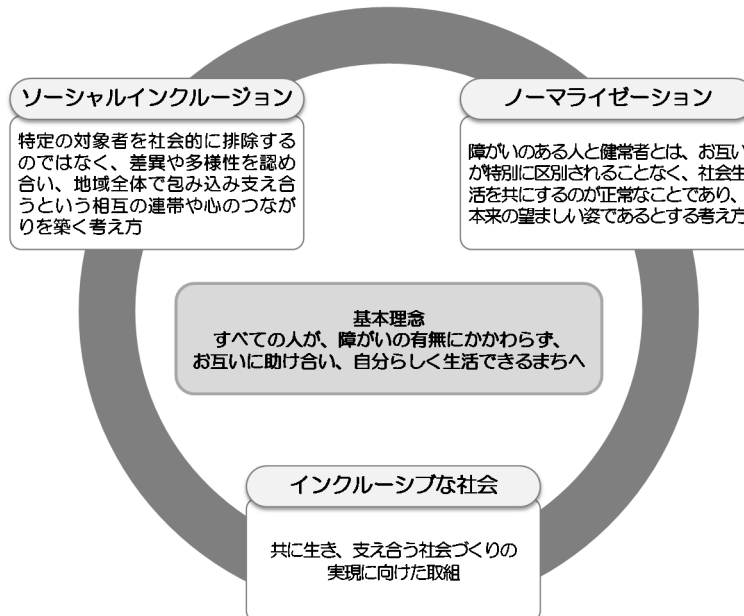 ソーシャルインクルージョン
特定の対象者を社会的に排除する
のではなく、差異や多様性を認め
合い、地域全体で包み込み支え合
うという相互の連帯や心のつなが
りを築く考え方
ノーマライゼーション
障がいのある人と健常者とは、お互い
が特別に区別されることなく、社会生
活を共にするのが正常なことであり、
本来の望ましい姿であるとする考え方
基本理念
すべての人が、障がいの有無にかかわらず、
お互いに助け合い、自分らしく生活できるまちへ
インクルーシブな社会
共に生き、支え合う社会づくりの
実現に向けた取組